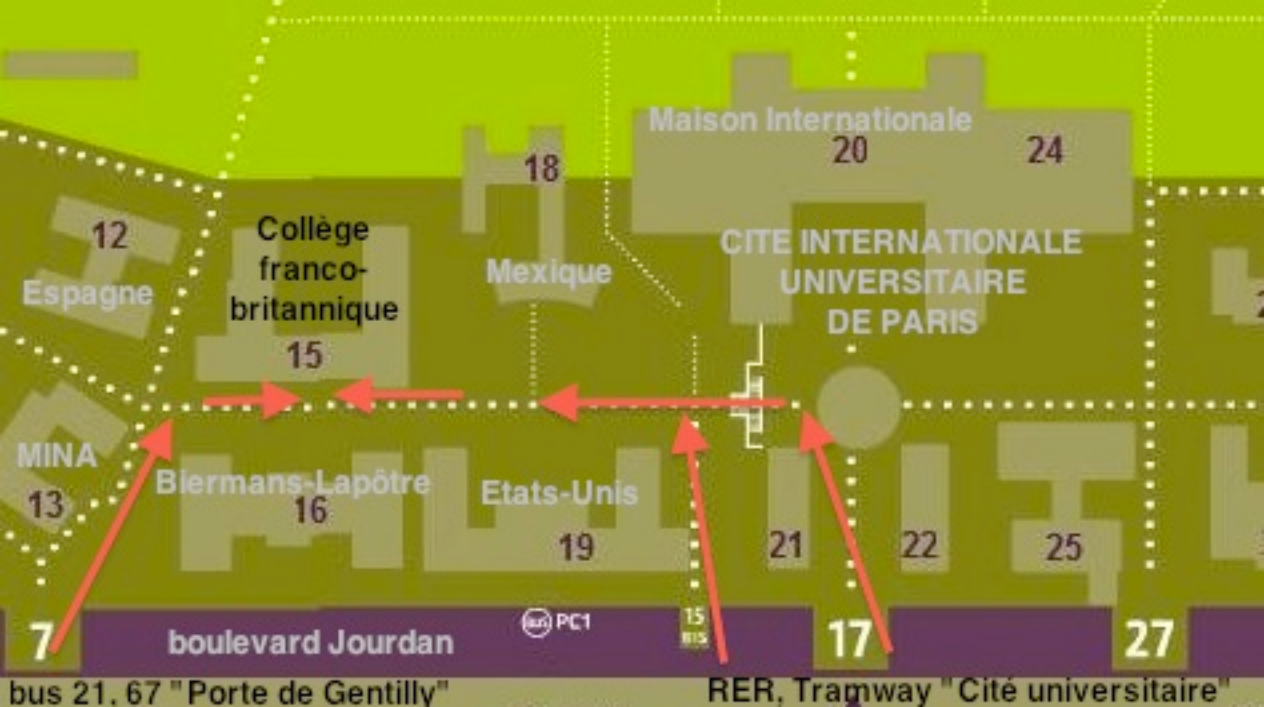 Maison Internationale
20
24
18
12
Collège
franco-
britannique
15
Espagne
Mexique
CITE INTERNATIONALE
UNIVERSITAIRE
DE PARIS
MINA
13
Biermans-Lapôtre
16
Etats-Unis
19
21
22
25
7
boulevard Jourdan
BUS PC1
15
BIS
17
27
bus 21, 67 "Porte de Gentilly"
RER, Tramway "Cité universitaire"